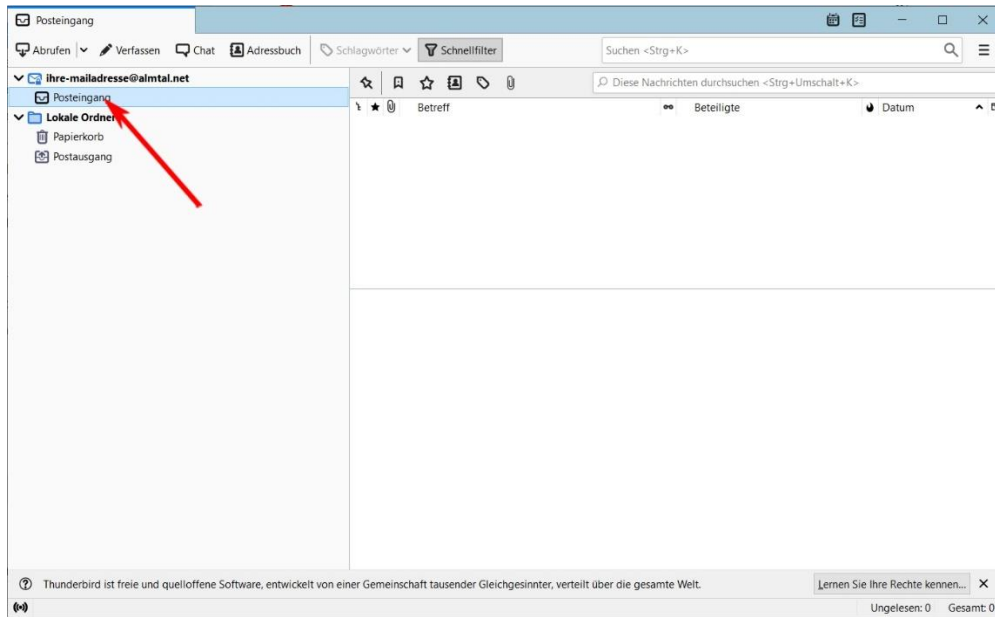 Posteingang
Abrufen Verfassen Chat Adressbuch Schlagwörter Schnellfilter Suchen <Strg+K>
ihre-mailadresse@almtal.net
Posteingang
Lokale Ordner
Papierkorb
Postausgang
Diese Nachrichten durchsuchen <Strg+Umschalt+K>
Betreff Beteiligte Datum
Thunderbird ist freie und quelloffene Software, entwickelt von einer Gemeinschaft tausender Gleichgesinnter, verteilt über die gesamte Welt. Lernen Sie Ihre Rechte kennen...
Ungelesen: 0 Gesamt: 0